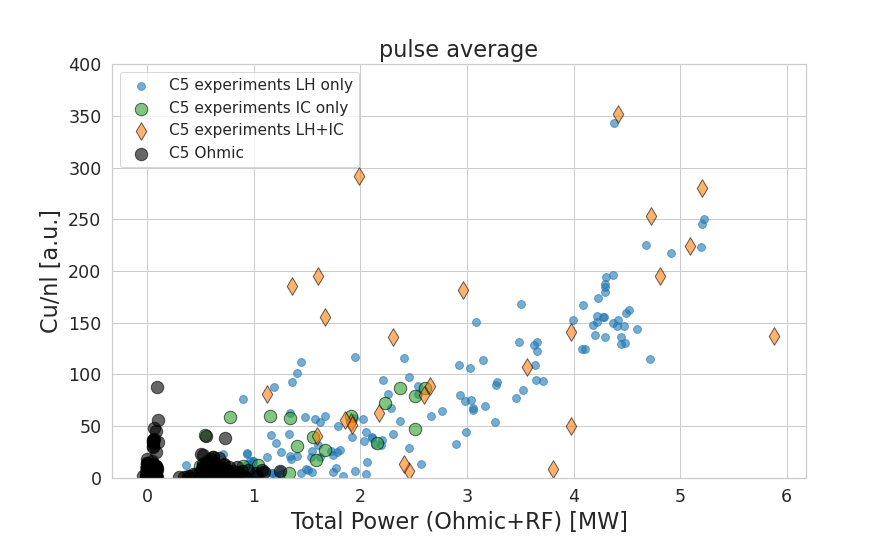 pulse average
400
350
300
250
200
150
100
50
0
Cu/nl [a.u.]
C5 experiments LH only
C5 experiments IC only
C5 experiments LH+IC
C5 Ohmic
0 1 2 3 4 5 6
Total Power (Ohmic+RF) [MW]